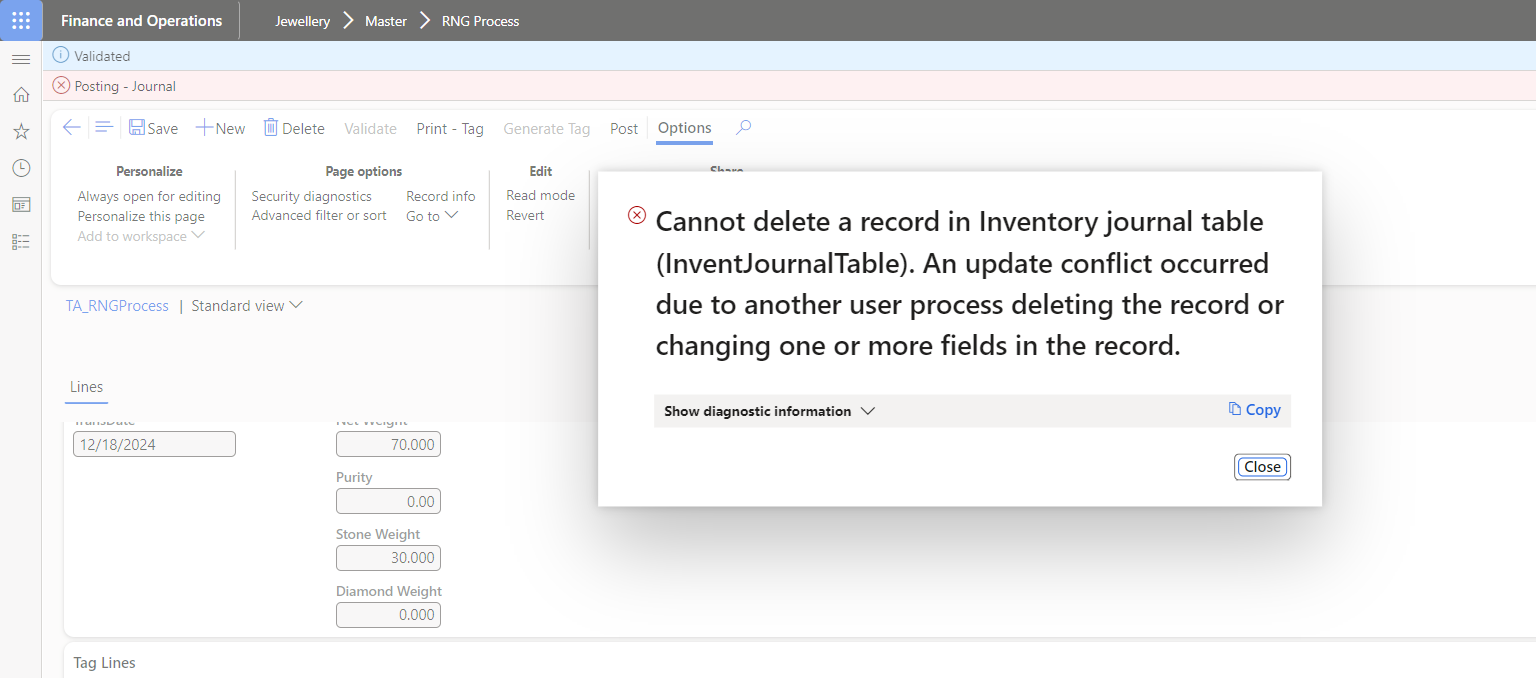 Finance and Operations
Jewellery
Master
RNG Process
Validated
Posting - Journal
Save
New
Delete
Validate
Print - Tag
Generate Tag
Post
Options
Personalize
Always open for editing
Personalize this page
Add to workspace
Page options
Security diagnostics
Advanced filter or sort
Record info
Go to
Edit
Read mode
Revert
Share
Cannot delete a record in Inventory journal table
(InventJournalTable). An update conflict occurred
due to another user process deleting the record or
changing one or more fields in the record.
Show diagnostic information
Copy
Close
TA_RNGProcess | Standard view
Lines
TransDate
12/18/2024
Net Weight
70.000
Purity
0.00
Stone Weight
30.000
Diamond Weight
0.000
Tag Lines